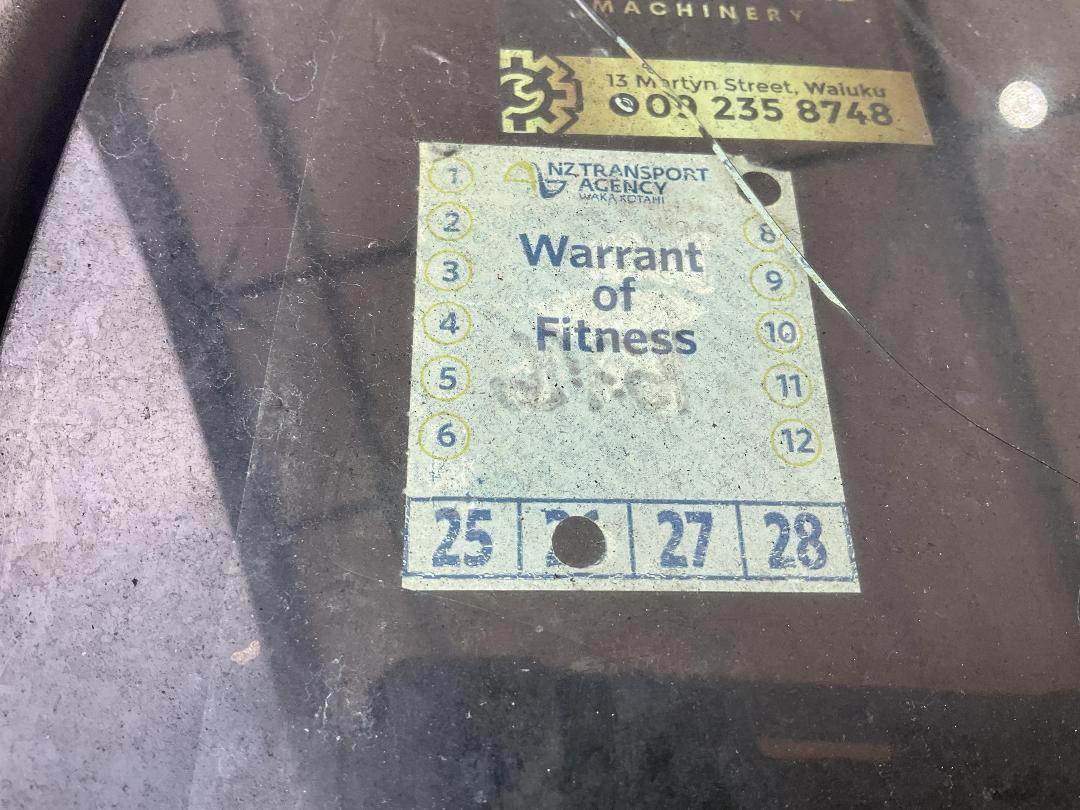 MACHINERY
13 Martyn Street, Waiuku
09 235 8748
NZ TRANSPORT
AGENCY
WAKA KOTAHI
Warrant
of
Fitness
1
2
3
4
5
6
8
9
10
11
12
25 27 28